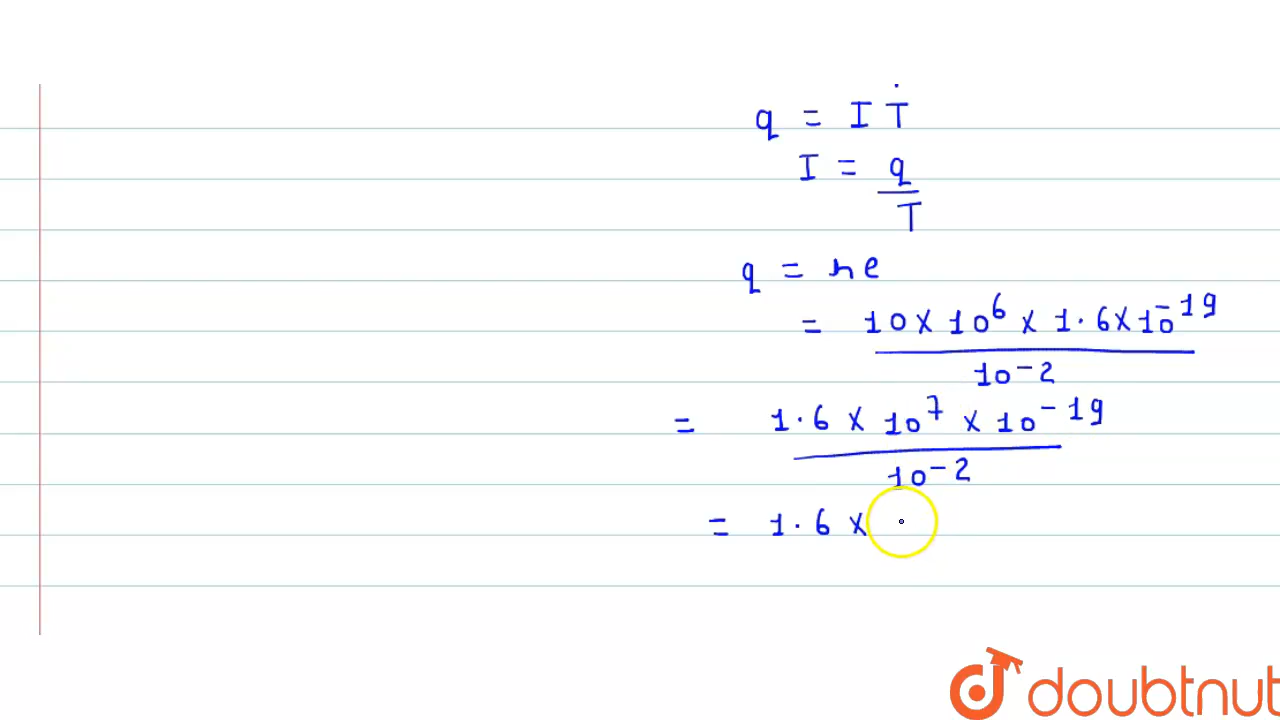 q = I T
I = q
T
q = ne
= 10 × 10^6 × 1.6 × 10^-19
10^-2
= 1.6 × 10^7 × 10^-19
10^-2
= 1.6 ×
doubtnut